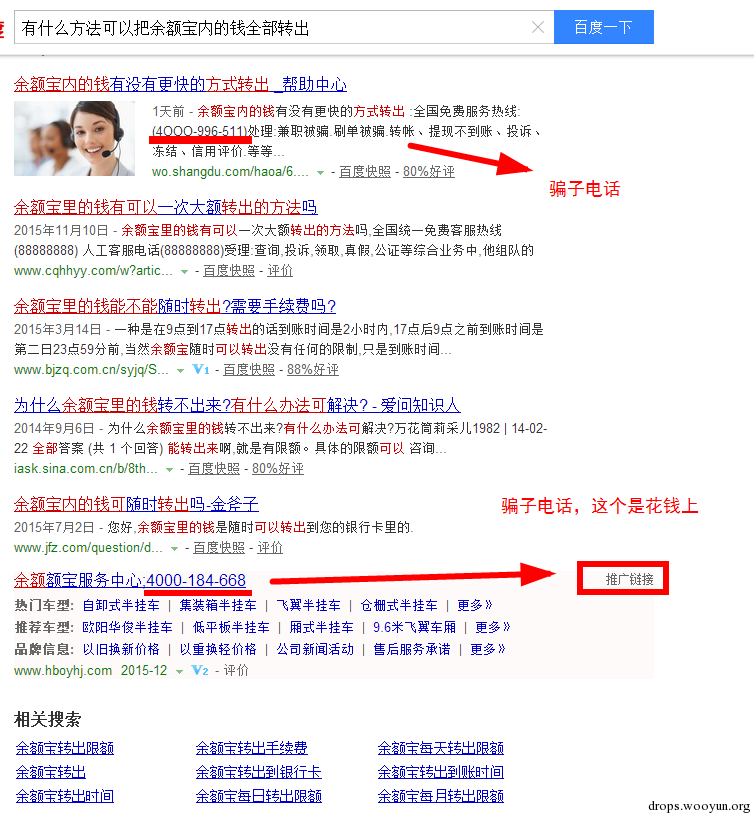 有什么方法可以把余额宝内的钱全部转出
百度一下
余额宝内的钱有没有更快的方式转出_帮助中心
1天前 - 余额宝内的钱有没有更快的方式转出 :全国免费服务热线:
(4OOO-996-511)处理:兼职被骗.刷单被骗.转帐、提现不到账、投诉、
冻结、信用评价.等等...
wo.shangdu.com/haoa/6.... - 百度快照 - 80%好评
骗子电话
余额宝里的钱有可以一次大额转出的方法吗
2015年11月10日 - 余额宝里的钱有可以一次大额转出的方法吗,全国统一免费客服热线
(88888888) 人工客服电话(88888888)受理:查询,投诉,领取,真假,公证等综合业务中,他组队的
www.cqhhyy.com/w?artic... - 百度快照 - 评价
余额宝里的钱能不能随时转出?需要手续费吗?
2015年3月14日 - 一种是在9点到17点转出的话到账时间是2小时内,17点后9点之前到账时间是
第二日23点59分前,当然余额宝随时可以转出没有任何的限制,只是到账时间...
www.bjzq.com.cn/syjq/S... V1 - 百度快照 - 88%好评
为什么余额宝里的钱转不出来?有什么办法可解决? - 爱问知识人
2014年9月6日 - 为什么余额宝里的钱转不出来?有什么办法可解决?万花筒莉采儿1982 | 14-02-
22 全部答案 (共 1 个回答) 能转出来啊,就是有限额。具体的限额可以 咨询...
iask.sina.com.cn/b/8th... - 百度快照 - 80%好评
余额宝内的钱可随时转出吗-金斧子
2015年7月2日 - 您好,余额宝里的钱是随时可以转出到您的银行卡里的.
www.jfz.com/question/d... - 百度快照 - 评价
骗子电话，这个是花钱上
余额额宝服务中心;4000-184-668
推广链接
热门车型: 自卸式半挂车 | 集装箱半挂车 | 飞翼半挂车 | 仓栅式半挂车 | 更多»
推荐车型: 欧阳华俊半挂车 | 低平板半挂车 | 厢式半挂车 | 9.6米飞翼车厢 | 更多»
品牌信息: 以旧换新价格 | 以重换轻价格 | 公司新闻活动 | 售后服务承诺 | 更多»
www.hboyhj.com 2015-12 V2 - 评价
相关搜索
余额宝转出限额 余额宝转出手续费 余额宝每天转出限额
余额宝转出 余额宝转出到银行卡 余额宝转出到账时间
余额宝转出时间 余额宝每日转出限额 余额宝每月转出限额
drops.wooyun.org